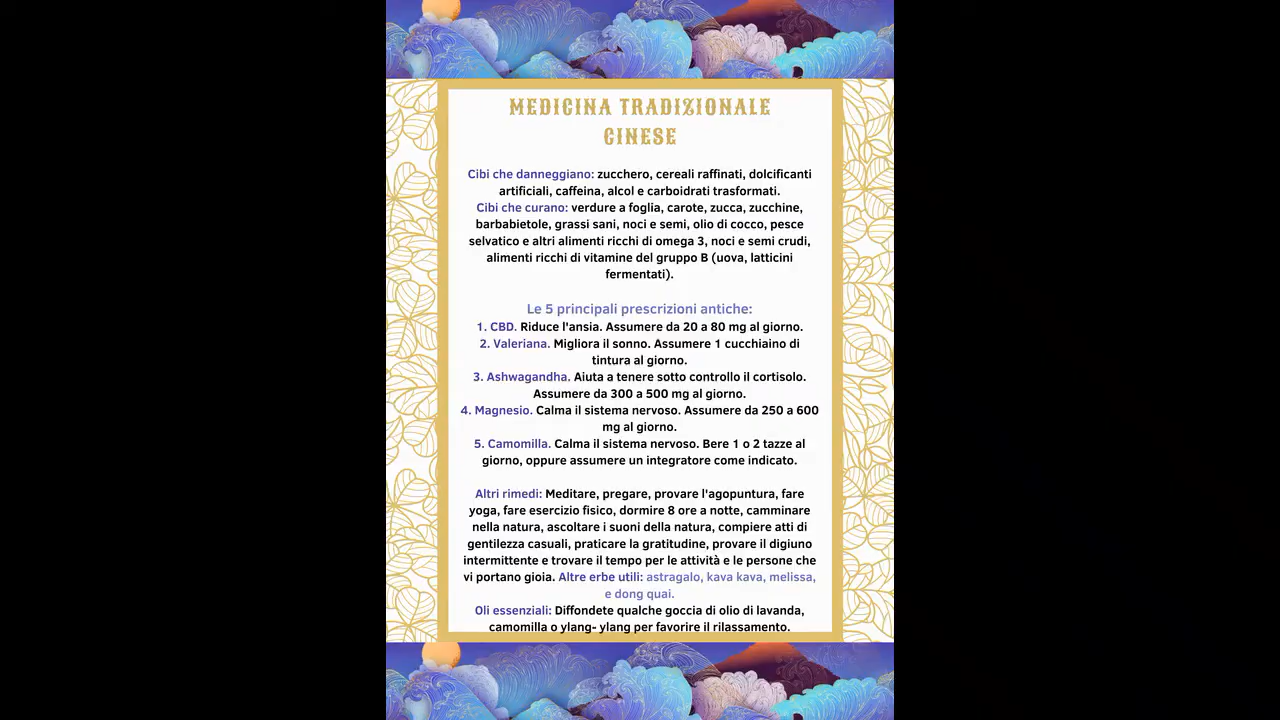 MEDICINA TRADIZIONALE
CINESE
Cibi che danneggiano: zucchero, cereali raffinati, dolcificanti
artificiali, caffeina, alcol e carboidrati trasformati.
Cibi che curano: verdure a foglia, carote, zucca, zucchine,
barbabietole, grassi sani, noci e semi, olio di cocco, pesce
selvatico e altri alimenti ricchi di omega 3, noci e semi crudi,
alimenti ricchi di vitamine del gruppo B (uova, latticini
fermentati).
Le 5 principali prescrizioni antiche:
1. CBD. Riduce l'ansia. Assumere da 20 a 80 mg al giorno.
2. Valeriana. Migliora il sonno. Assumere 1 cucchiaino di
tintura al giorno.
3. Ashwagandha. Aiuta a tenere sotto controllo il cortisolo.
Assumere da 300 a 500 mg al giorno.
4. Magnesio. Calma il sistema nervoso. Assumere da 250 a 600
mg al giorno.
5. Camomilla. Calma il sistema nervoso. Bere 1 o 2 tazze al
giorno, oppure assumere un integratore come indicato.
Altri rimedi: Meditare, pregare, provare l'agopuntura, fare
yoga, fare esercizio fisico, dormire 8 ore a notte, camminare
nella natura, ascoltare i suoni della natura, compiere atti di
gentilezza casuali, praticare la gratitudine, provare il digiuno
intermittente e trovare il tempo per le attività e le persone che
vi portano gioia. Altre erbe utili: astragalo, kava kava, melissa,
e dong quai.
Oli essenziali: Diffondete qualche goccia di olio di lavanda,
camomilla o ylang- ylang per favorire il rilassamento.